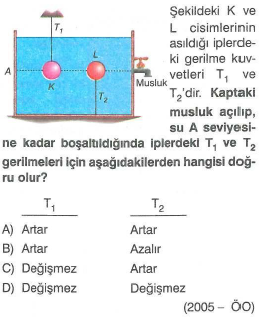 Şekildeki K ve
L cisimlerinin
asıldığı iplerde-
ki gerilme kuv-
vetleri T₁ ve
T₂'dir. Kaptaki
musluk açılıp,
su A seviyesi-
ne kadar boşaltıldığında iplerdeki T₁ ve T₂
gerilmeleri için aşağıdakilerden hangisi doğ-
ru olur?
T₁
L
A
K
T₂
Musluk
T₁ T₂
A) Artar Artar
B) Artar Azalır
C) Değişmez Artar
D) Değişmez Değişmez
(2005 – ÖO)